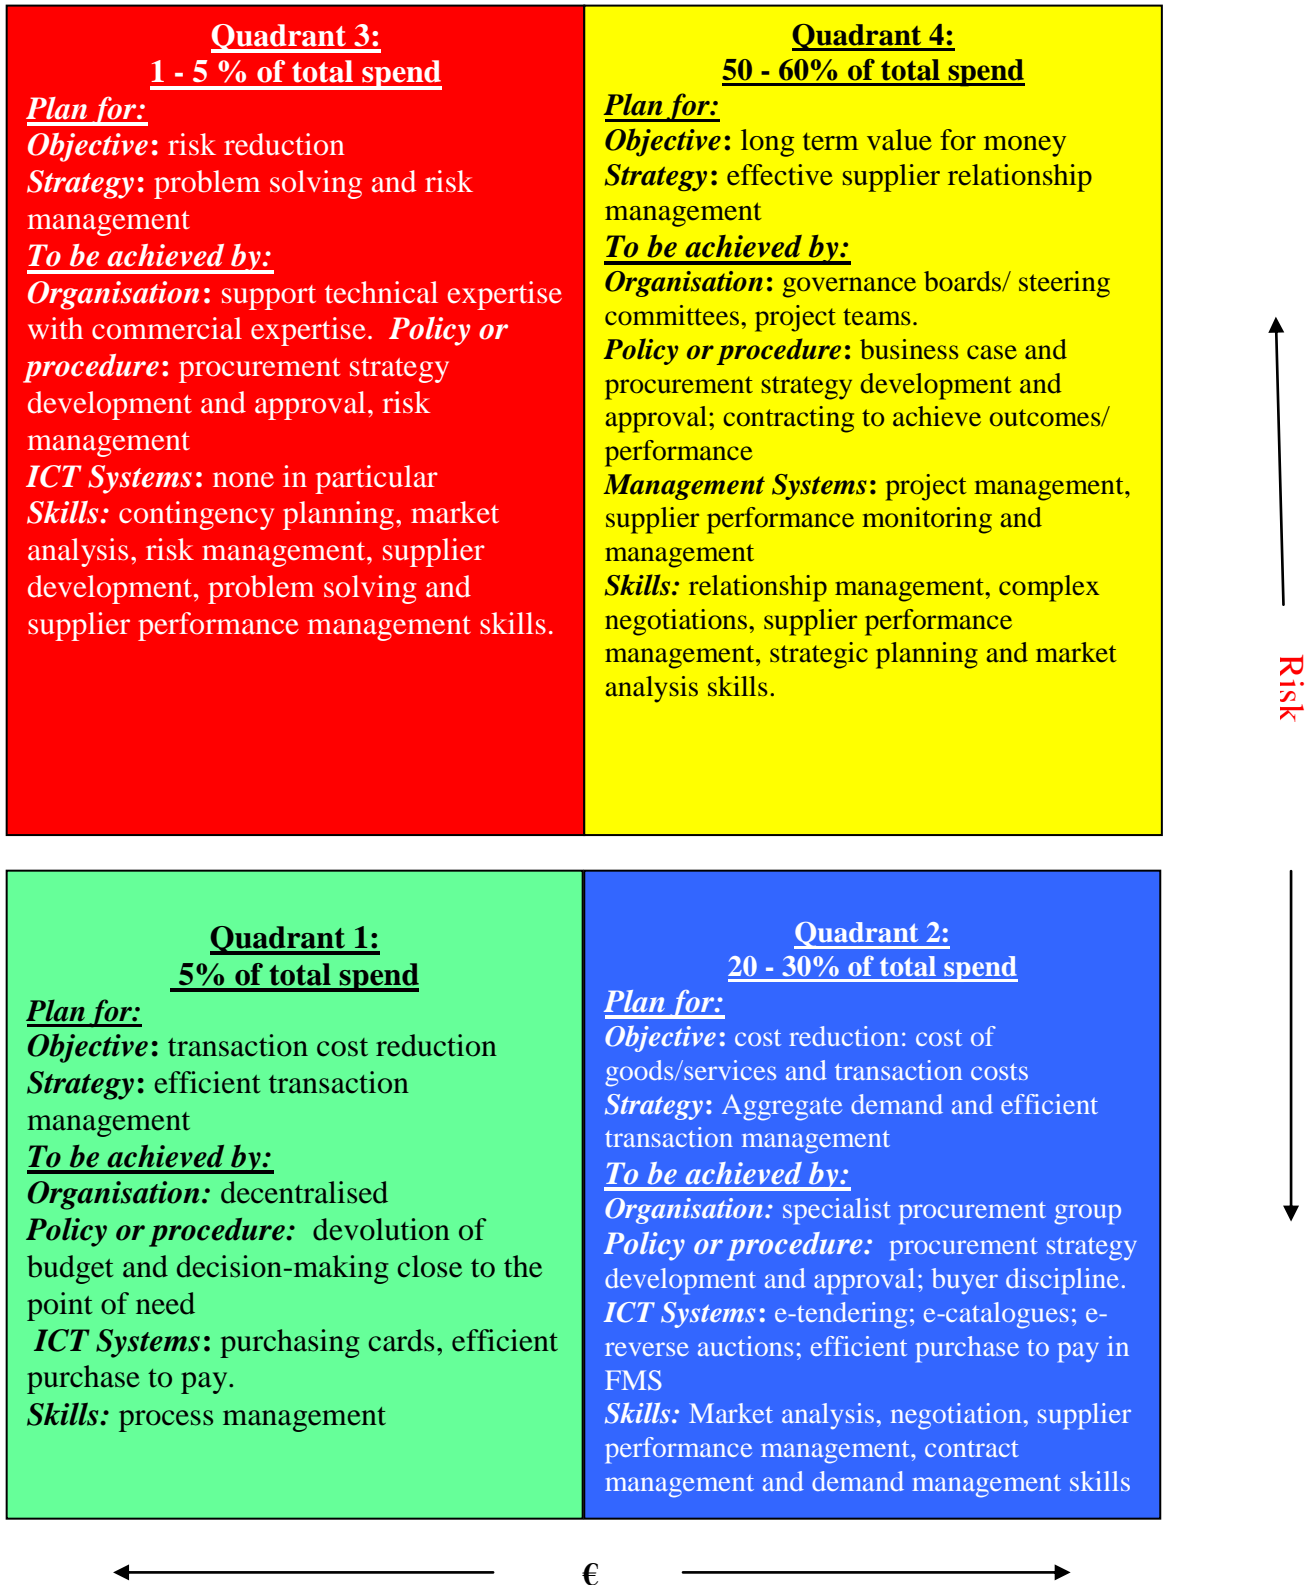 Quadrant 3:
1 - 5 % of total spend
Plan for:
Objective: risk reduction
Strategy: problem solving and risk
management
To be achieved by:
Organisation: support technical expertise
with commercial expertise.  Policy or
procedure: procurement strategy
development and approval, risk
management
ICT Systems: none in particular
Skills: contingency planning, market
analysis, risk management, supplier
development, problem solving and
supplier performance management skills.
Quadrant 4:
50 - 60% of total spend
Plan for:
Objective: long term value for money
Strategy: effective supplier relationship
management
To be achieved by:
Organisation: governance boards/ steering
committees, project teams.
Policy or procedure: business case and
procurement strategy development and
approval; contracting to achieve outcomes/
performance
Management Systems: project management,
supplier performance monitoring and
management
Skills: relationship management, complex
negotiations, supplier performance
management, strategic planning and market
analysis skills.
Risk
Quadrant 1:
5% of total spend
Plan for:
Objective: transaction cost reduction
Strategy: efficient transaction
management
To be achieved by:
Organisation: decentralised
Policy or procedure:  devolution of
budget and decision-making close to the
point of need
ICT Systems: purchasing cards, efficient
purchase to pay.
Skills: process management
Quadrant 2:
20 - 30% of total spend
Plan for:
Objective: cost reduction: cost of
goods/services and transaction costs
Strategy: Aggregate demand and efficient
transaction management
To be achieved by:
Organisation: specialist procurement group
Policy or procedure:  procurement strategy
development and approval; buyer discipline.
ICT Systems: e-tendering; e-catalogues; e-
reverse auctions; efficient purchase to pay in
FMS
Skills: Market analysis, negotiation, supplier
performance management, contract
management and demand management skills
€